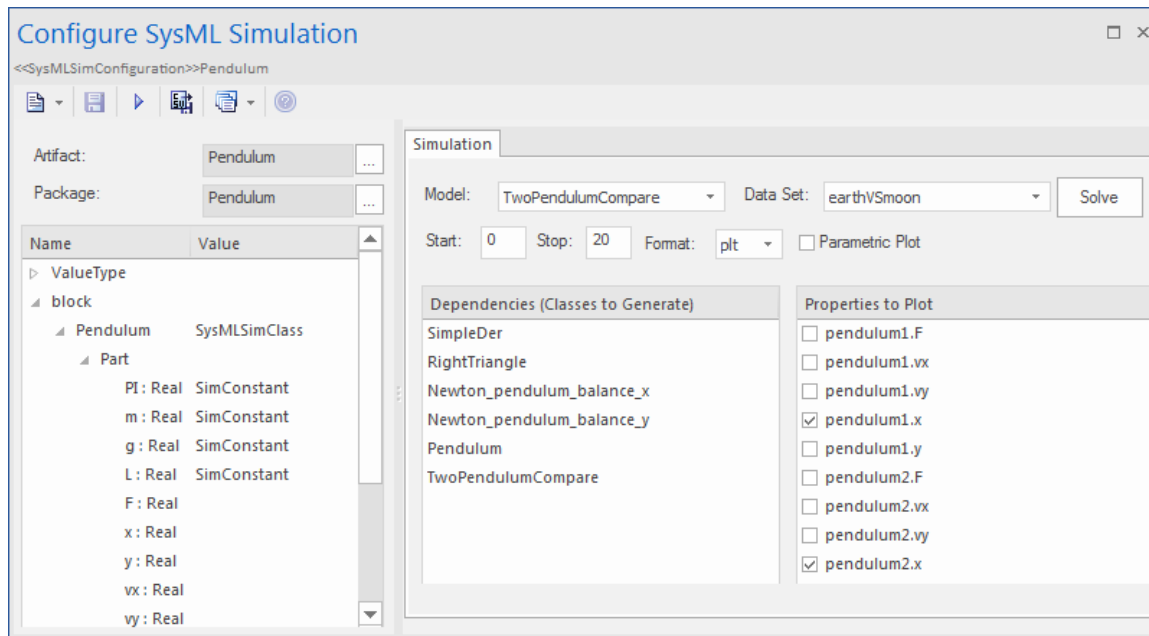 Configure SysML Simulation
<<SysMLSimConfiguration>>Pendulum
Artifact: Pendulum ...
Package: Pendulum ...
Name Value
ValueType
block
Pendulum SysMLSimClass
Part
PI : Real SimConstant
m : Real SimConstant
g : Real SimConstant
L : Real SimConstant
F : Real
x : Real
y : Real
vx : Real
vy : Real
Simulation
Model: TwoPendulumCompare Data Set: earthVSmoon Solve
Start: 0 Stop: 20 Format: plt Parametric Plot
Dependencies (Classes to Generate)
SimpleDer
RightTriangle
Newton_pendulum_balance_x
Newton_pendulum_balance_y
Pendulum
TwoPendulumCompare
Properties to Plot
pendulum1.F
pendulum1.vx
pendulum1.vy
pendulum1.x
pendulum1.y
pendulum2.F
pendulum2.vx
pendulum2.vy
pendulum2.x